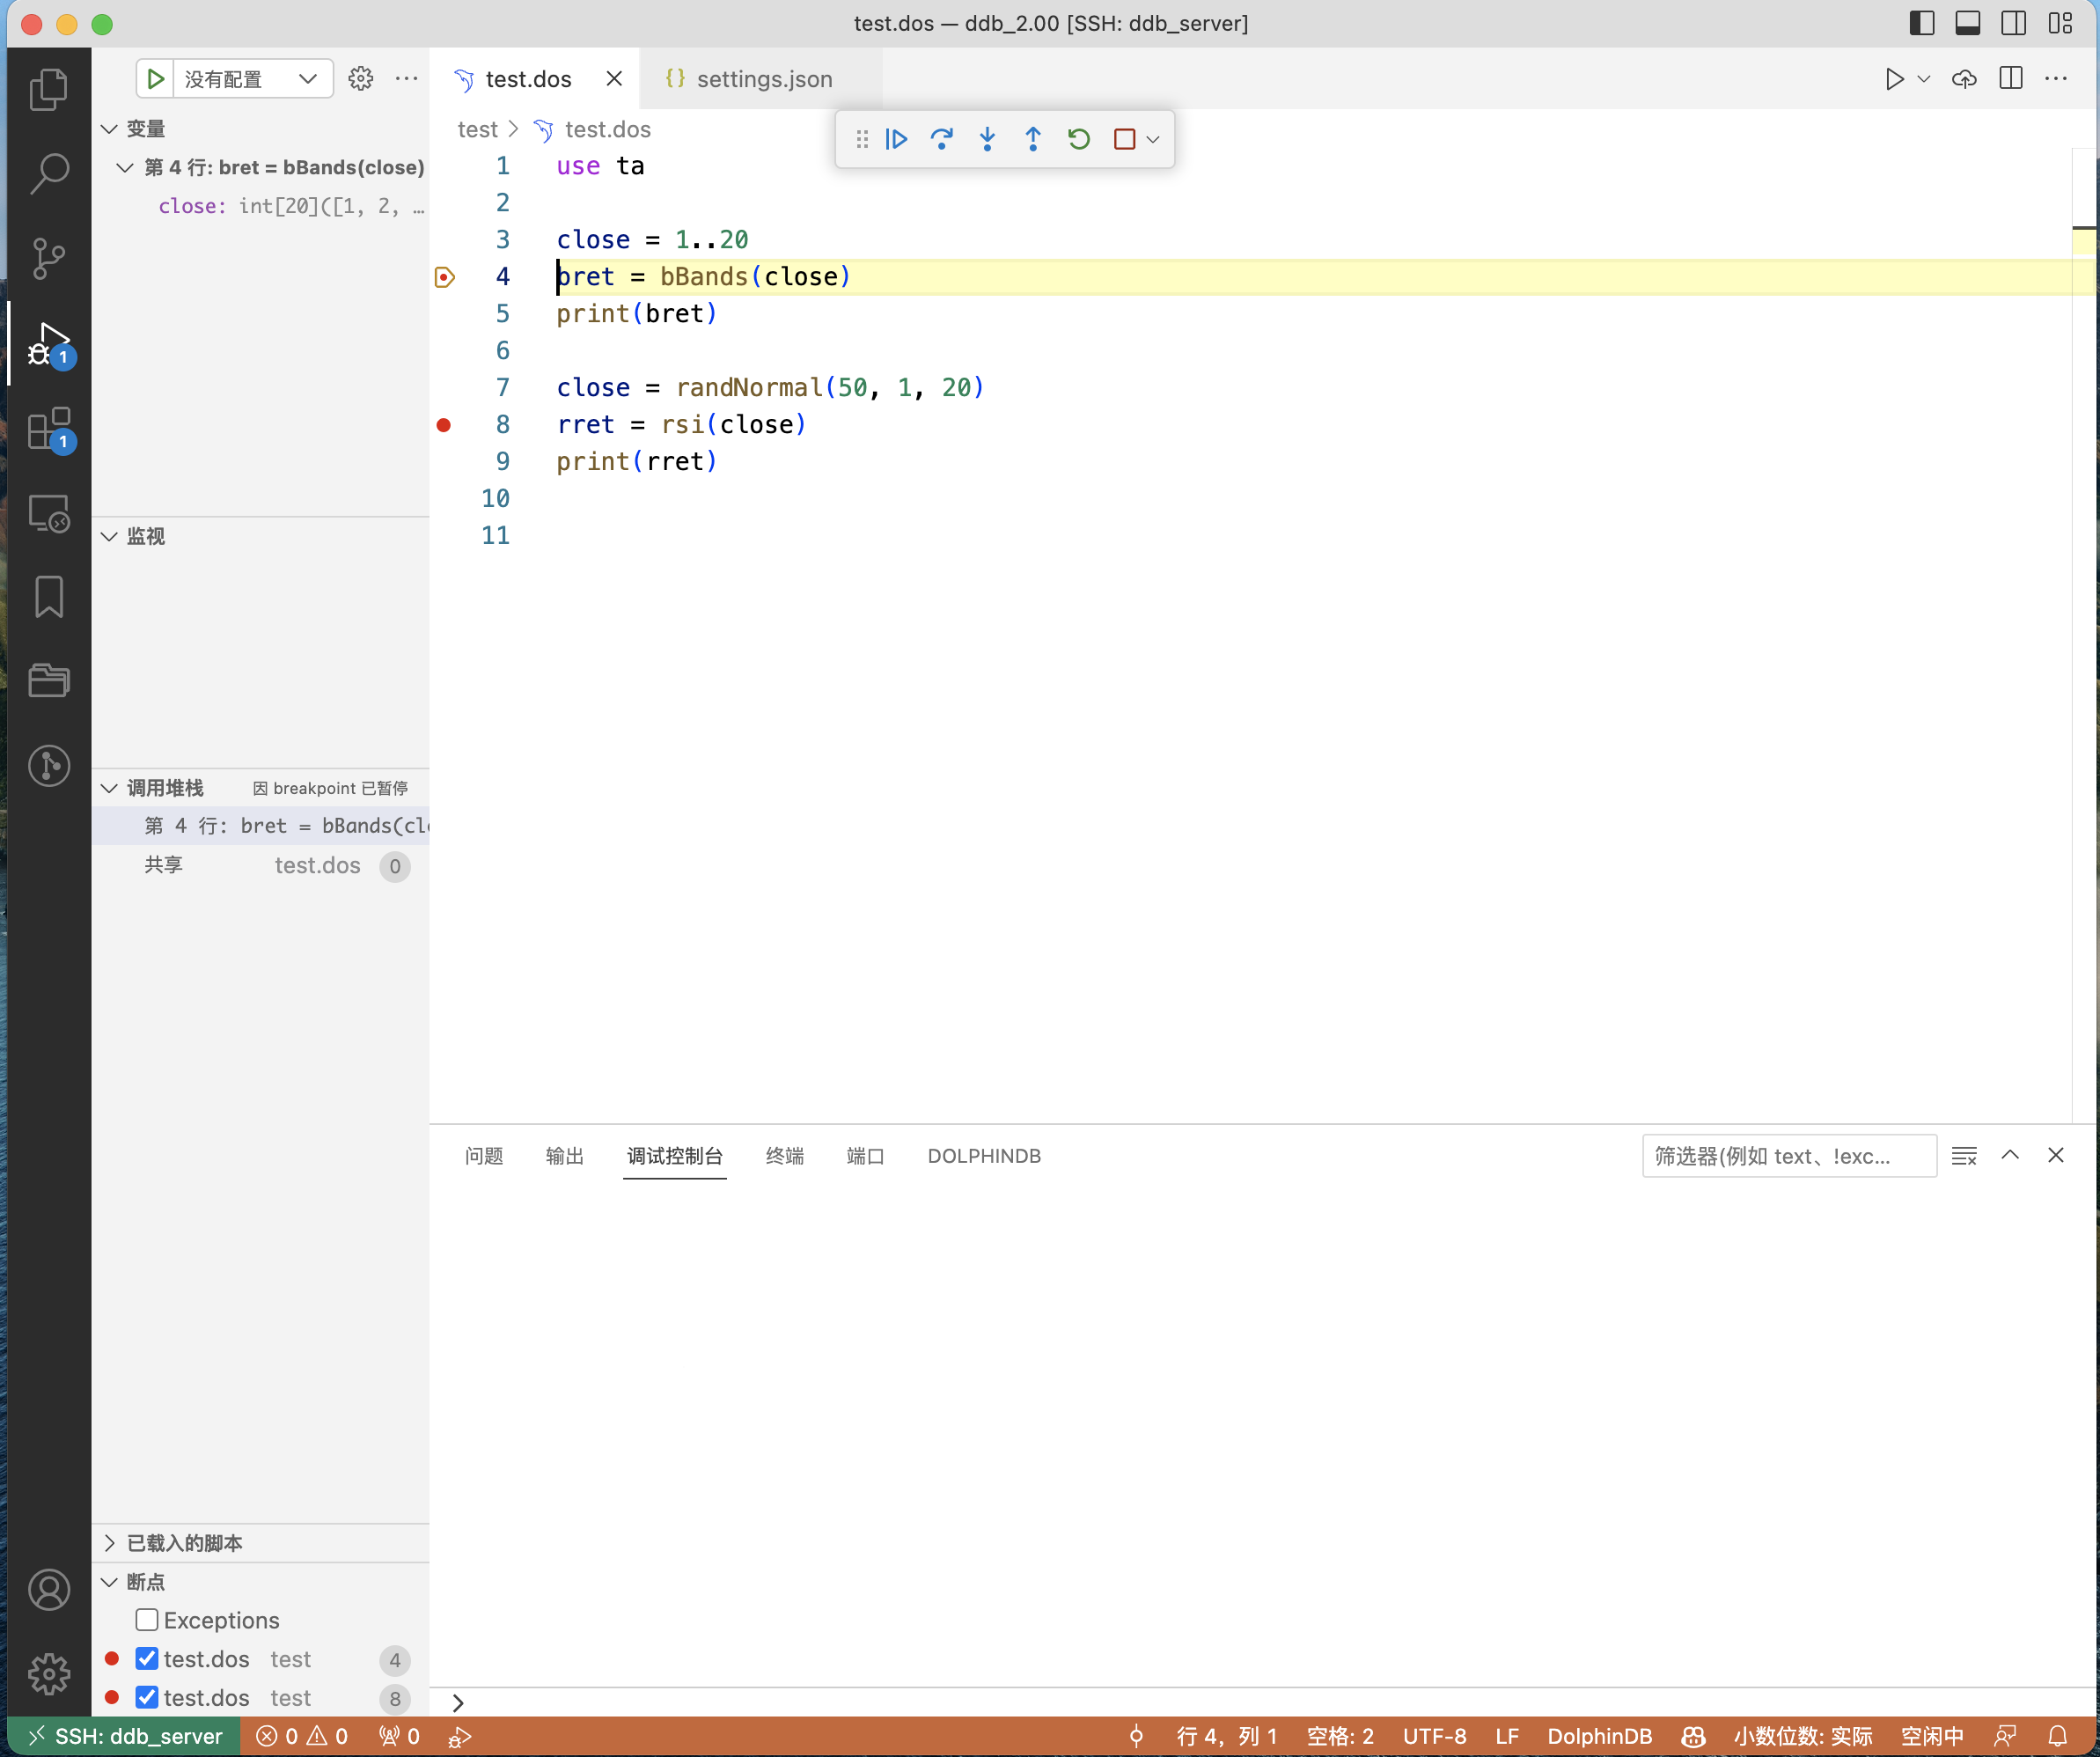 test.dos — ddb_2.00 [SSH: ddb_server]
没有配置
变量
第 4 行: bret = bBands(close)
close: int[20]([1, 2, …
监视
调用堆栈 因 breakpoint 已暂停
第 4 行: bret = bBands(cl
共享 test.dos 0
已载入的脚本
断点
Exceptions
test.dos test 4
test.dos test 8
test.dos
{} settings.json
test > test.dos
1 use ta
2
3 close = 1..20
4 bret = bBands(close)
5 print(bret)
6
7 close = randNormal(50, 1, 20)
8 rret = rsi(close)
9 print(rret)
10
11
1
1
问题 输出 调试控制台 终端 端口 DOLPHINDB
筛选器(例如 text、!exc...
SSH: ddb_server 0 0 0 行 4，列 1 空格: 2 UTF-8 LF DolphinDB 小数位数: 实际 空闲中